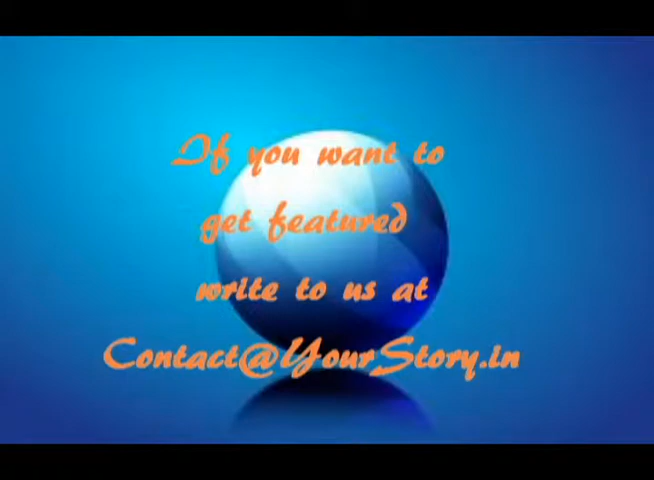 If you want to
get featured
write to us at
Contact@YourStory.in